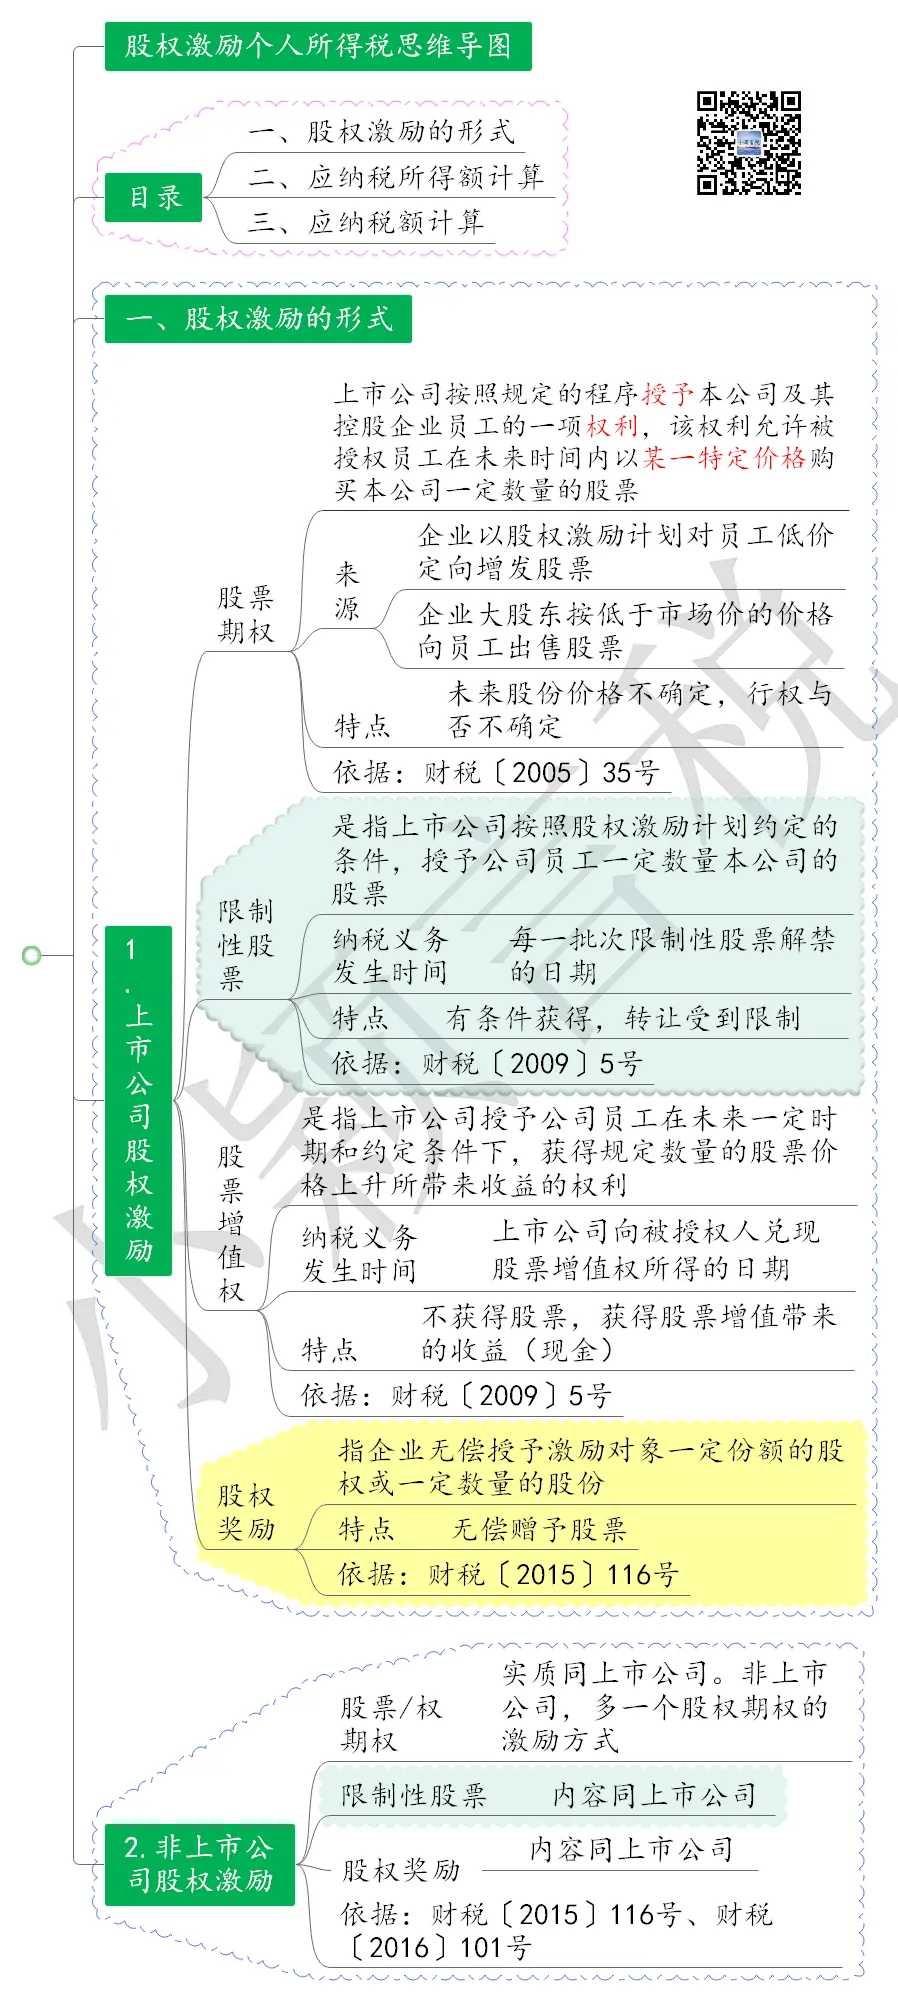 股权激励个人所得税思维导图
目录
一、股权激励的形式
二、应纳税所得额计算
三、应纳税额计算
一、股权激励的形式
1.上市公司股权激励
股票
期权
上市公司按照规定的程序授予本公司及其
控股企业员工的一项权利，该权利允许被
授权员工在未来时间内以某一特定价格购
买本公司一定数量的股票
来
源
企业以股权激励计划对员工低价
定向增发股票
企业大股东按低于市场价的价格
向员工出售股票
特点
未来股份价格不确定，行权与
否不确定
依据：财税〔2005〕35号
限制
性股
票
是指上市公司按照股权激励计划约定的
条件，授予公司员工一定数量本公司的
股票
纳税义务
发生时间
每一批次限制性股票解禁
的日期
特点
有条件获得，转让受到限制
依据：财税〔2009〕5号
股票增值权
是指上市公司授予公司员工在未来一定时
期和约定条件下，获得规定数量的股票价
格上升所带来收益的权利
纳税义务
发生时间
上市公司向被授权人兑现
股票增值权所得的日期
特点
不获得股票，获得股票增值带来
的收益（现金）
依据：财税〔2009〕5号
股权
奖励
指企业无偿授予激励对象一定份额的股
权或一定数量的股份
特点
无偿赠予股票
依据：财税〔2015〕116号
2.非上市公
司股权激励
股票/权
期权
实质同上市公司。非上市
公司，多一个股权期权的
激励方式
限制性股票
内容同上市公司
股权奖励
内容同上市公司
依据：财税〔2015〕116号、财税
〔2016〕101号
小颖言税